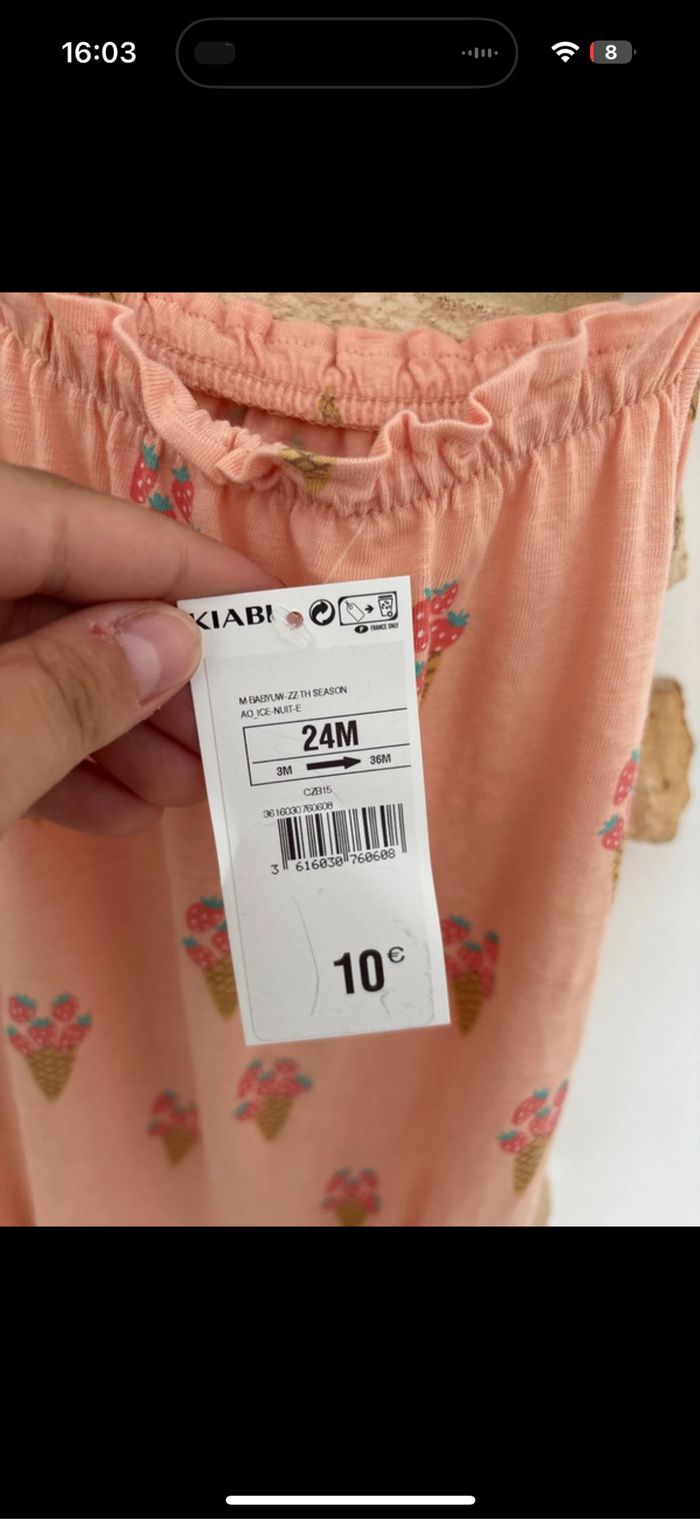 16:03
8
KIABI
FRANCE ONLY
M-BABYUW-ZZ-TH SEASON
AO_ICE-NUIT-E
24M
3M
36M
CZB15
3616030760608
3 616030 760608
10€